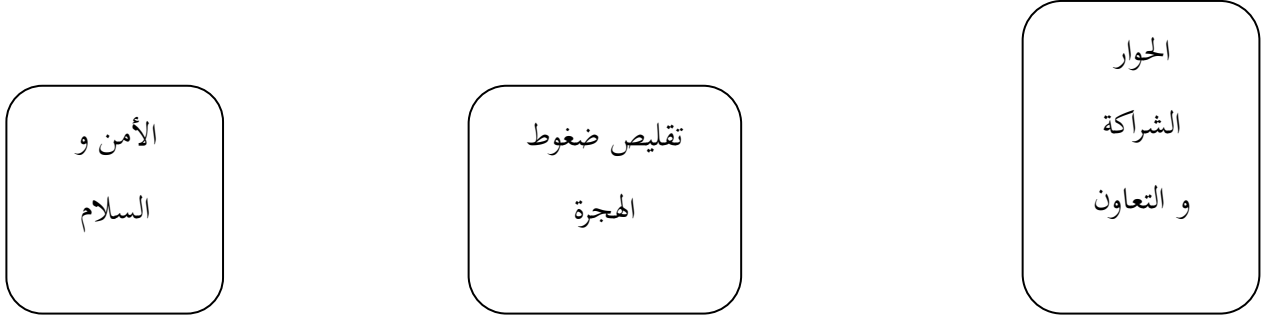 الحوار
الشراكة
و التعاون
تقليص ضغوط
الهجرة
الأمن و
السلام